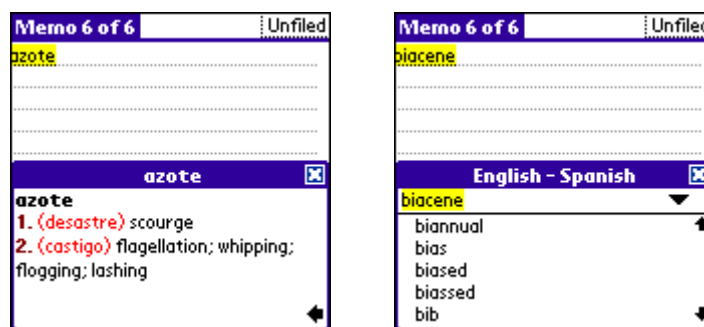 Memo 6 of 6 Unfiled
azote
azote
azote
1. (desastre) scourge
2. (castigo) flagellation; whipping;
flogging; lashing
Memo 6 of 6 Unfiled
biacene
English - Spanish
biacene
biannual
bias
biased
biassed
bib